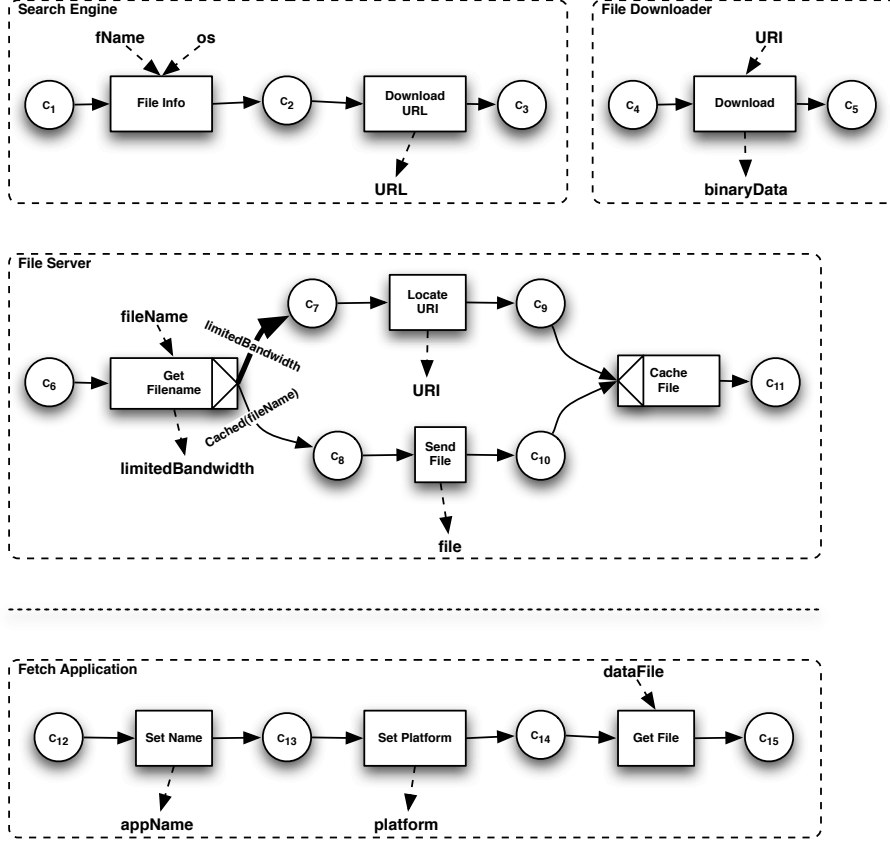 Search Engine
fName
os
c1
File Info
c2
Download
URL
c3
URL
File Downloader
URI
c4
Download
c5
binaryData
File Server
fileName
c6
Get
Filename
limitedBandwidth
limitedBandwidth
Cached(fileName)
c7
Locate
URI
c9
URI
c8
Send
File
c10
file
Cache
File
c11
Fetch Application
c12
Set Name
c13
Set Platform
c14
dataFile
Get File
c15
appName
platform